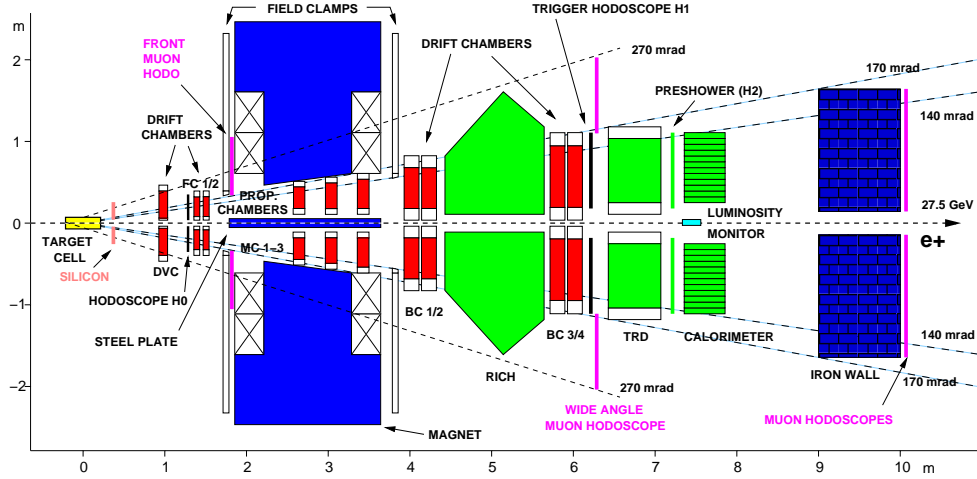 FIELD CLAMPS
TRIGGER HODOSCOPE H1
m
2
1
0
−1
−2
FRONT
MUON
HODO
DRIFT CHAMBERS
270 mrad
170 mrad
PRESHOWER (H2)
140 mrad
DRIFT
CHAMBERS
FC 1/2
PROP.
CHAMBERS
27.5 GeV
LUMINOSITY
MONITOR
e+
TARGET
CELL
SILICON
DVC
MC 1−3
HODOSCOPE H0
STEEL PLATE
BC 1/2
BC 3/4
TRD
CALORIMETER
140 mrad
RICH
IRON WALL
170 mrad
270 mrad
WIDE ANGLE
MUON HODOSCOPE
MUON HODOSCOPES
MAGNET
0 1 2 3 4 5 6 7 8 9 10 m